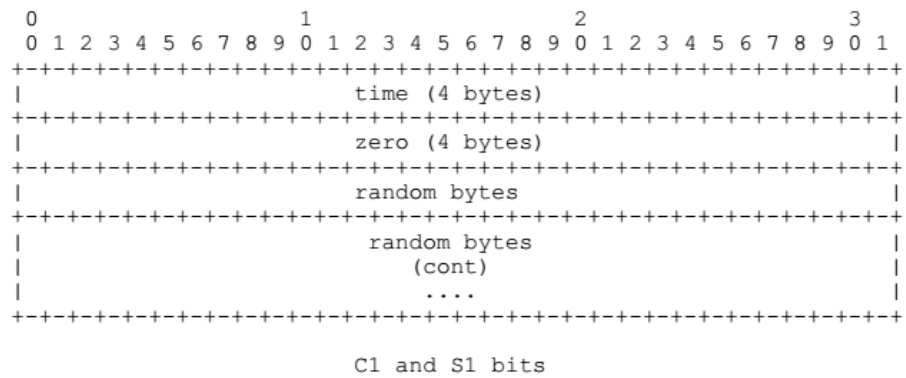 0                   1                   2                   3
 0 1 2 3 4 5 6 7 8 9 0 1 2 3 4 5 6 7 8 9 0 1 2 3 4 5 6 7 8 9 0 1
+-+-+-+-+-+-+-+-+-+-+-+-+-+-+-+-+-+-+-+-+-+-+-+-+-+-+-+-+-+-+-+-+
|                        time (4 bytes)                         |
+-+-+-+-+-+-+-+-+-+-+-+-+-+-+-+-+-+-+-+-+-+-+-+-+-+-+-+-+-+-+-+-+
|                        zero (4 bytes)                         |
+-+-+-+-+-+-+-+-+-+-+-+-+-+-+-+-+-+-+-+-+-+-+-+-+-+-+-+-+-+-+-+-+
|                        random bytes                           |
+-+-+-+-+-+-+-+-+-+-+-+-+-+-+-+-+-+-+-+-+-+-+-+-+-+-+-+-+-+-+-+-+
|                         random bytes                          |
|                            (cont)                             |
|                             ....                              |
+-+-+-+-+-+-+-+-+-+-+-+-+-+-+-+-+-+-+-+-+-+-+-+-+-+-+-+-+-+-+-+-+
                        C1 and S1 bits